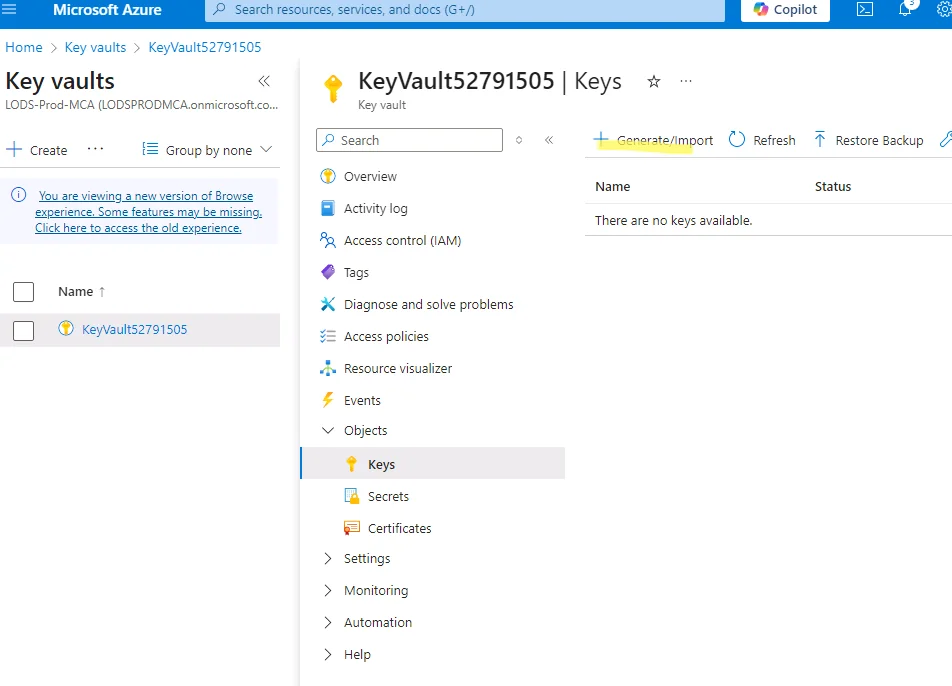 Microsoft Azure
Search resources, services, and docs (G+/)
Copilot
3
Home > Key vaults > KeyVault52791505
Key vaults
LODS-Prod-MCA (LODSPRODMCA.onmicrosoft.co...
Create ...
Group by none
You are viewing a new version of Browse
experience. Some features may be missing.
Click here to access the old experience.
Name ↑
KeyVault52791505
KeyVault52791505 | Keys
Key vault
Search
Generate/Import
Refresh
Restore Backup
Overview
Activity log
Access control (IAM)
Tags
Diagnose and solve problems
Access policies
Resource visualizer
Events
Objects
Keys
Secrets
Certificates
Settings
Monitoring
Automation
Help
Name
Status
There are no keys available.